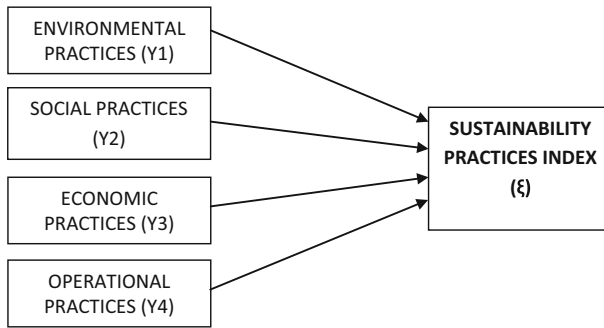 ENVIRONMENTAL
PRACTICES (Y1)
SOCIAL PRACTICES
(Y2)
ECONOMIC
PRACTICES (Y3)
OPERATIONAL
PRACTICES (Y4)
SUSTAINABILITY
PRACTICES INDEX
(ξ)